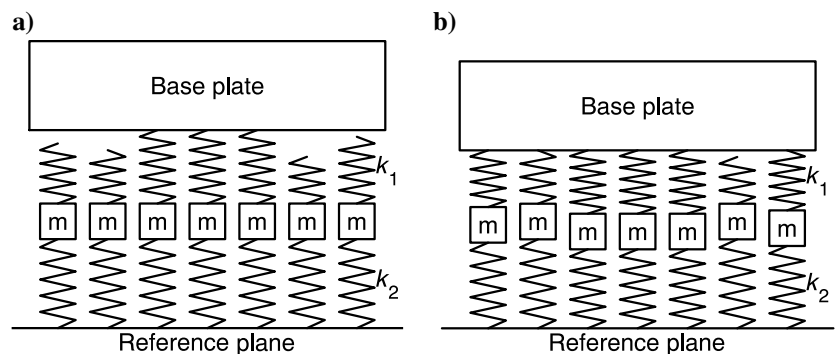 a)
Base plate
k1
m m m m m m m
k2
Reference plane
b)
Base plate
k1
m m m m m m m
k2
Reference plane